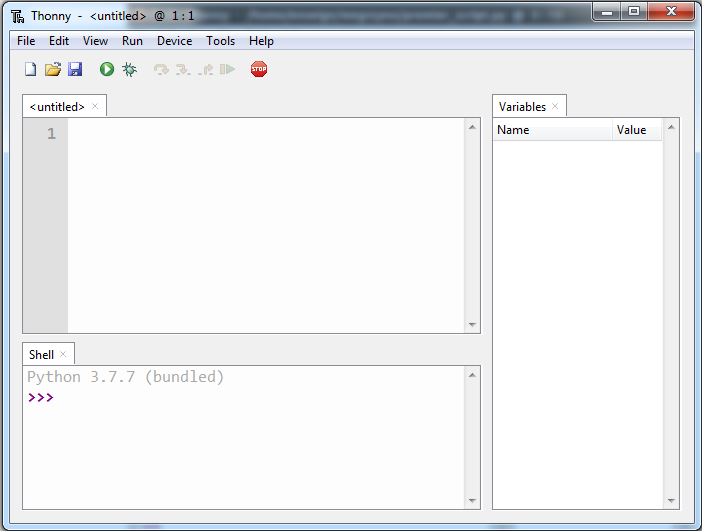 Thonny - <untitled> @ 1:1
File Edit View Run Device Tools Help
STOP
<untitled>
1
Variables
Name Value
Shell
Python 3.7.7 (bundled)
>>>